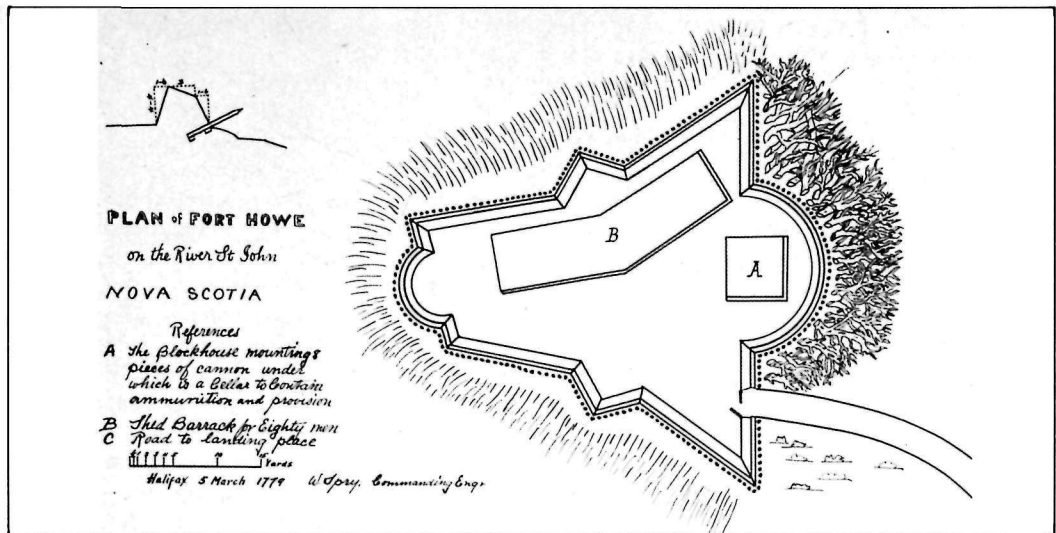 PLAN of FORT HOWE
on the River St John
NOVA SCOTIA
References
A The Blockhouse mounting 8
pieces of cannon under
which is a Cellar to Contain
ammunition and provision
B Shed Barrack for Eighty men
C Road to landing place
Yards
Halifax 5 March 1779 W Spry. Commanding Engr
B
A